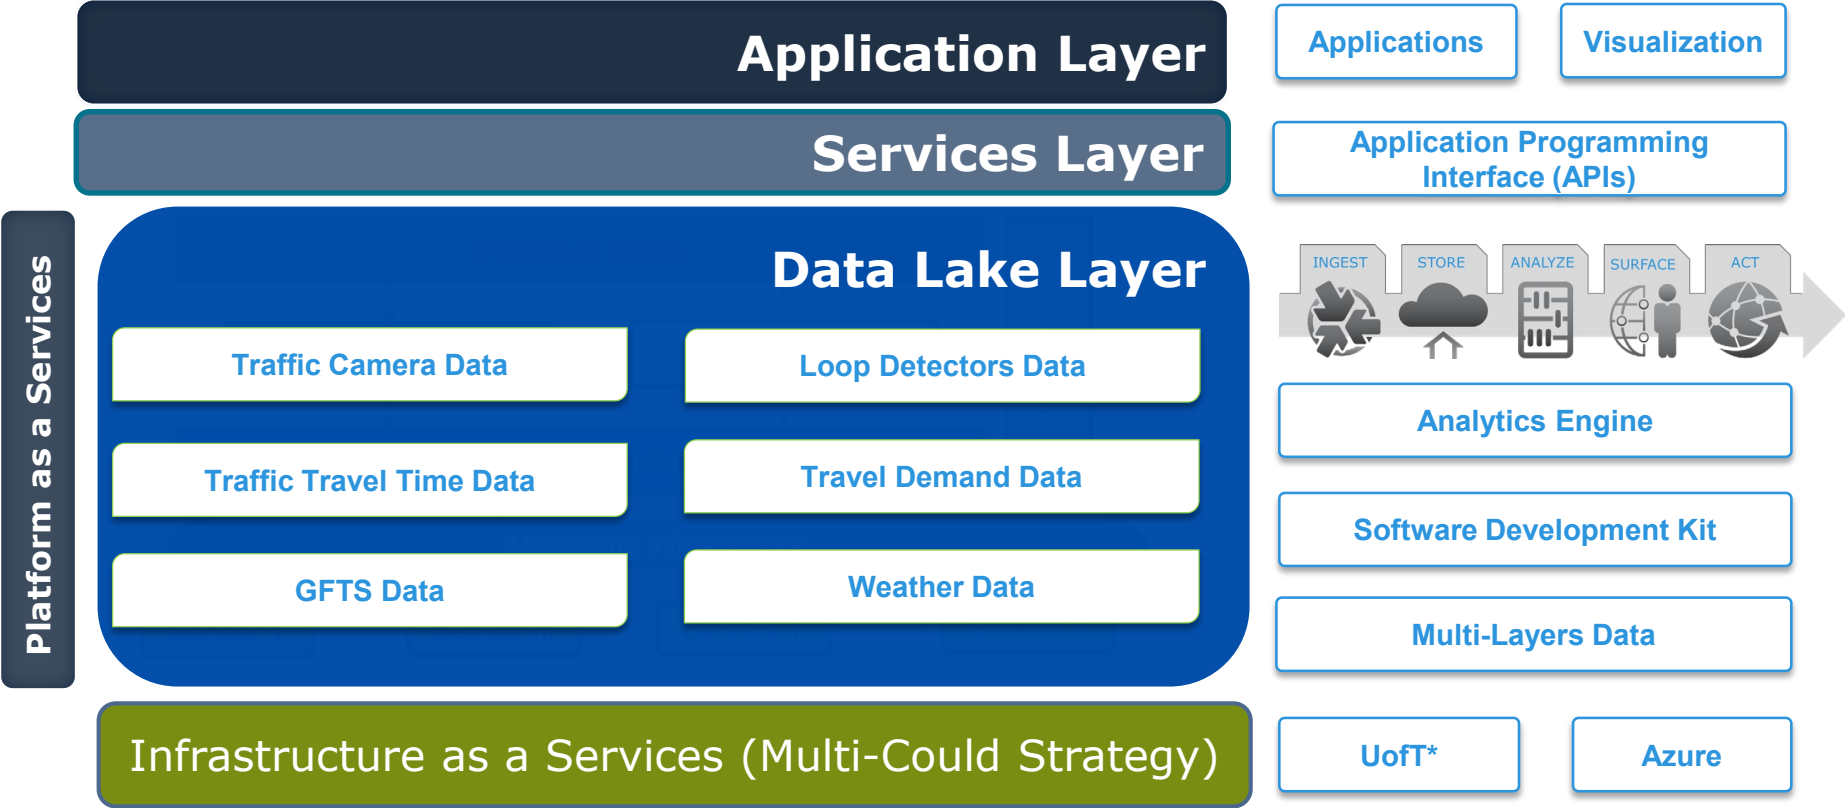 Application Layer
Applications
Visualization
Services Layer
Application Programming
Interface (APIs)
Platform as a Services
Data Lake Layer
INGEST
STORE
ANALYZE
SURFACE
ACT
Traffic Camera Data
Loop Detectors Data
Analytics Engine
Traffic Travel Time Data
Travel Demand Data
Software Development Kit
GFTS Data
Weather Data
Multi-Layers Data
Infrastructure as a Services (Multi-Could Strategy)
UofT*
Azure